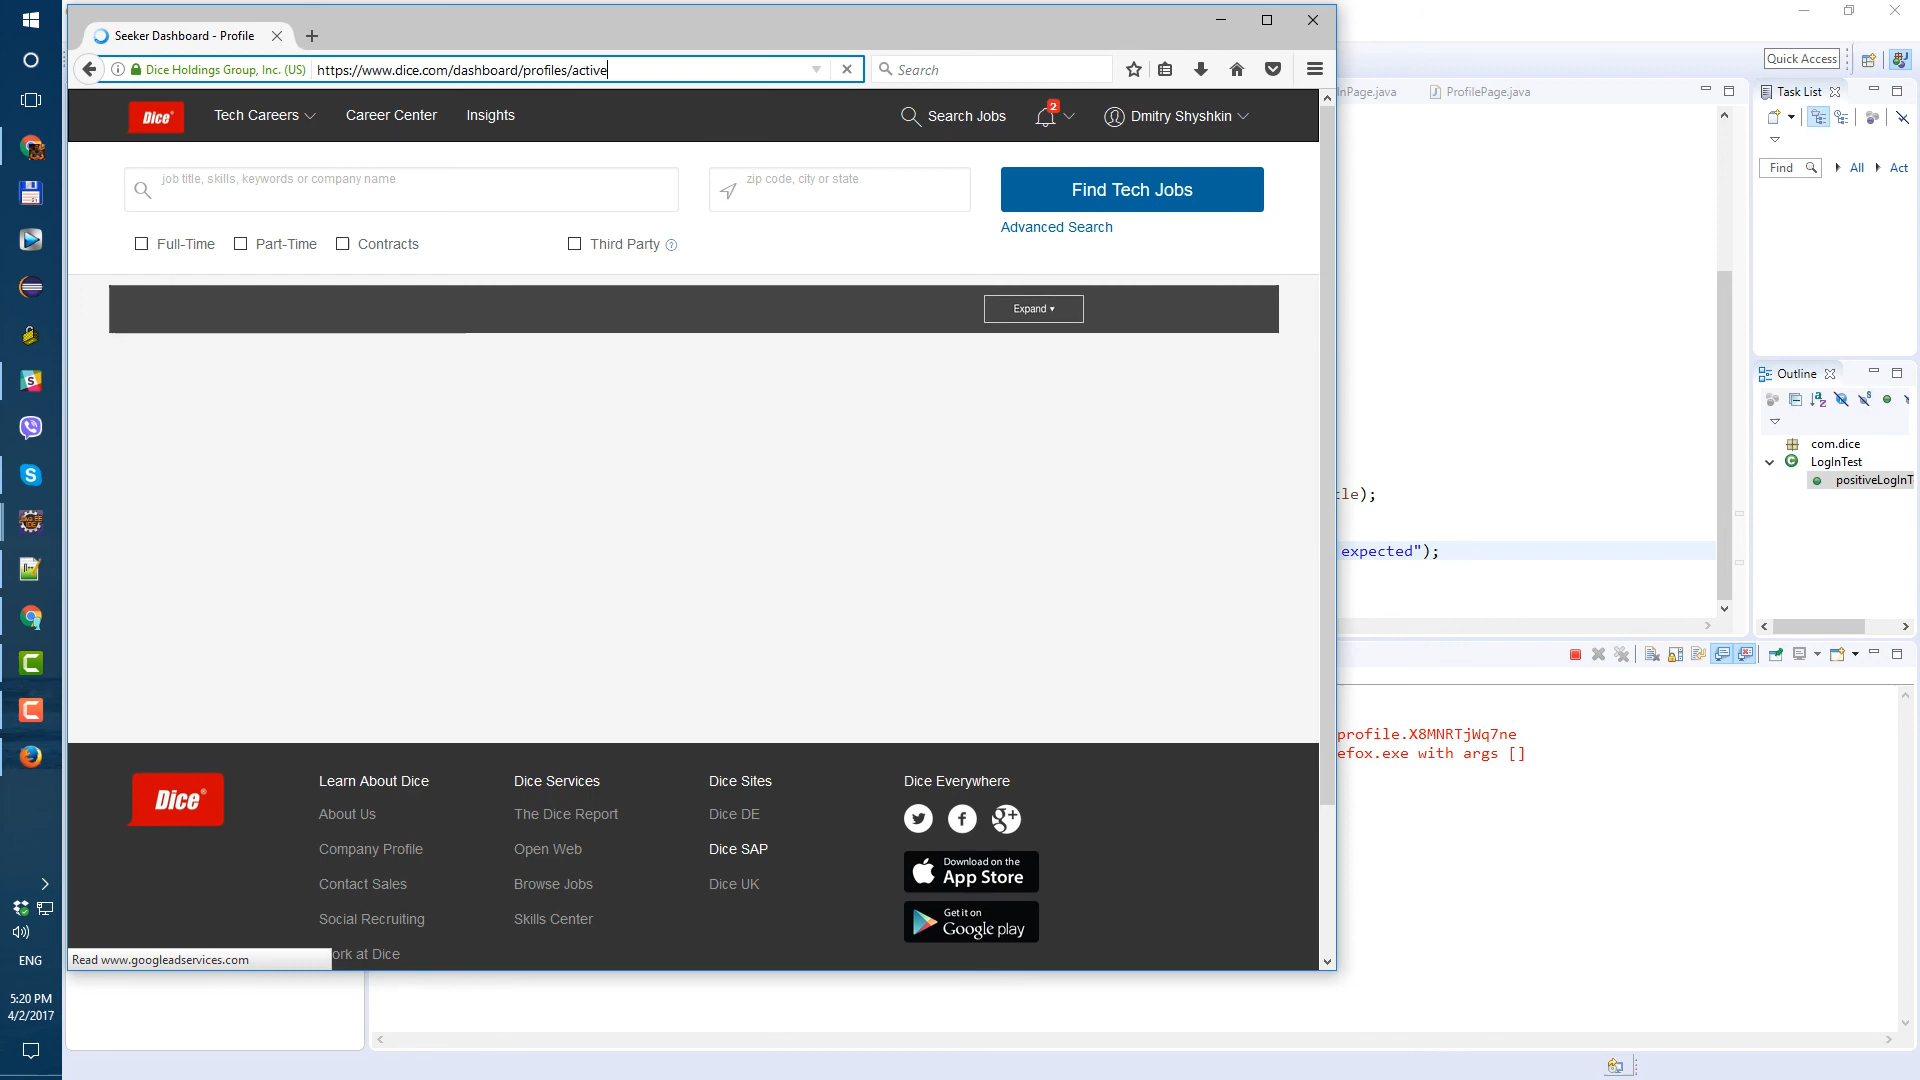 Seeker Dashboard - Profile
Dice Holdings Group, Inc. (US) https://www.dice.com/dashboard/profiles/active
Search
Dice
Tech Careers
Career Center
Insights
Search Jobs
2
Dmitry Shyshkin
job title, skills, keywords or company name
zip code, city or state
Find Tech Jobs
Advanced Search
Full-Time
Part-Time
Contracts
Third Party
Expand
Dice
Learn About Dice
About Us
Company Profile
Contact Sales
Social Recruiting
ork at Dice
Dice Services
The Dice Report
Open Web
Browse Jobs
Skills Center
Dice Sites
Dice DE
Dice SAP
Dice UK
Dice Everywhere
Download on the
App Store
Get it on
Google play
Read www.googleadservices.com
Quick Access
nPage.java
ProfilePage.java
Task List
Find
All
Act
Outline
com.dice
LogInTest
positiveLogInT
tle);
expected");
profile.X8MNRTjWq7ne
efox.exe with args []
ENG
5:20 PM
4/2/2017